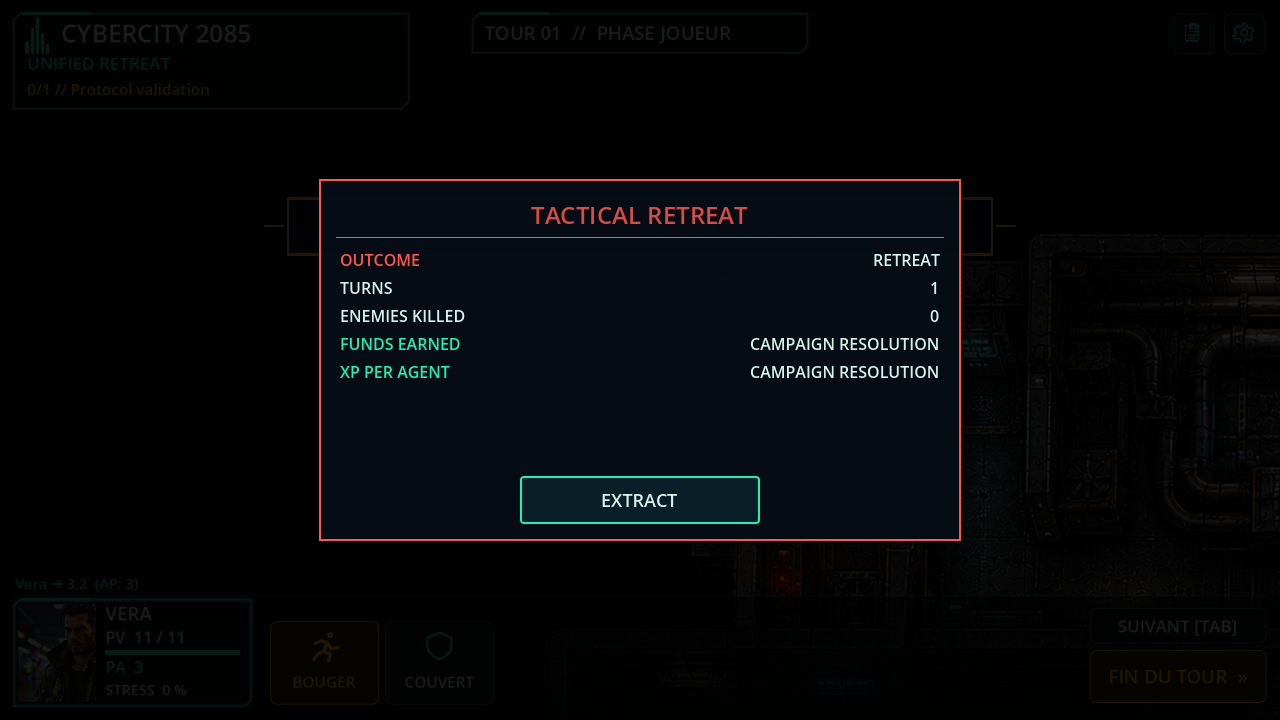 CYBERCITY 2085
UNIFIED RETREAT
0/1 // Protocol validation
TOUR 01 // PHASE JOUEUR
TACTICAL RETREAT
OUTCOME RETREAT
TURNS 1
ENEMIES KILLED 0
FUNDS EARNED CAMPAIGN RESOLUTION
XP PER AGENT CAMPAIGN RESOLUTION
EXTRACT
Vera → 3,2 (AP: 3)
VERA
PV 11 / 11
PA 3
STRESS 0 %
BOUGER
COUVERT
SUIVANT [TAB]
FIN DU TOUR »